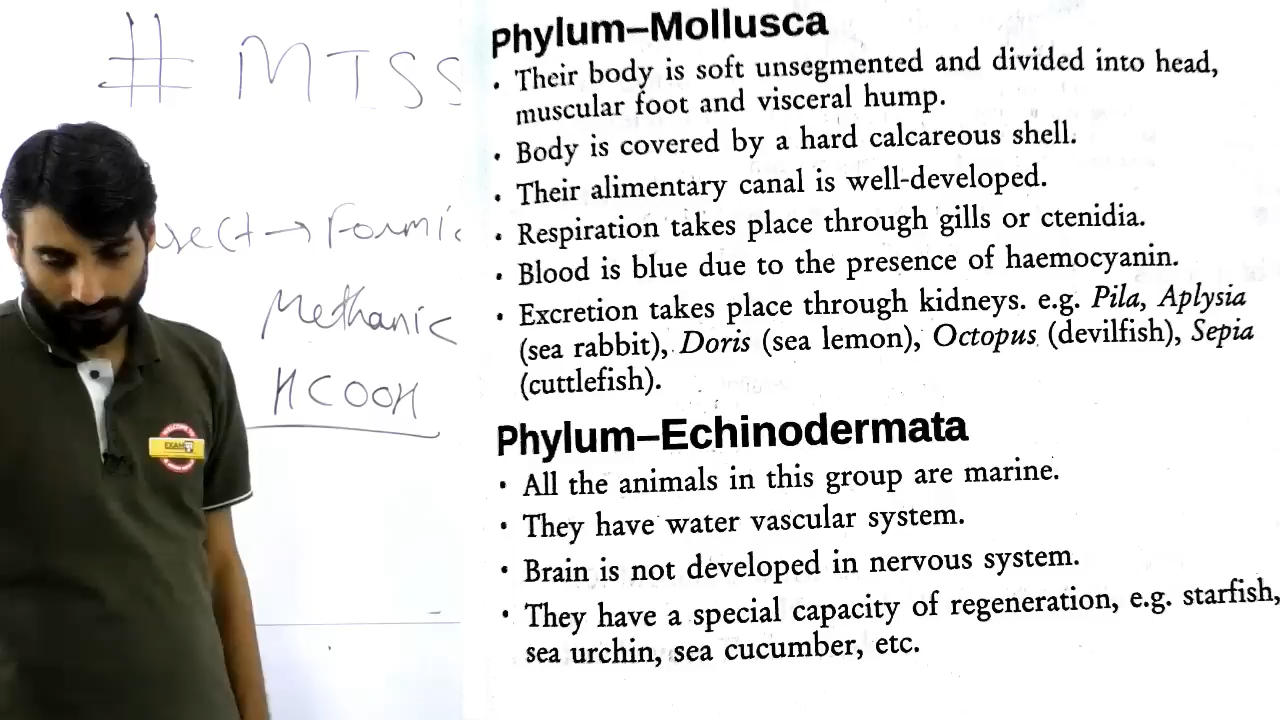 # MISS
sect → Formic
Methanic
HCOOH
EXAM
Phylum–Mollusca
• Their body is soft unsegmented and divided into head,
muscular foot and visceral hump.
• Body is covered by a hard calcareous shell.
• Their alimentary canal is well-developed.
• Respiration takes place through gills or ctenidia.
• Blood is blue due to the presence of haemocyanin.
• Excretion takes place through kidneys. e.g. Pila, Aplysia
(sea rabbit), Doris (sea lemon), Octopus (devilfish), Sepia
(cuttlefish).
Phylum–Echinodermata
• All the animals in this group are marine.
• They have water vascular system.
• Brain is not developed in nervous system.
• They have a special capacity of regeneration, e.g. starfish,
sea urchin, sea cucumber, etc.